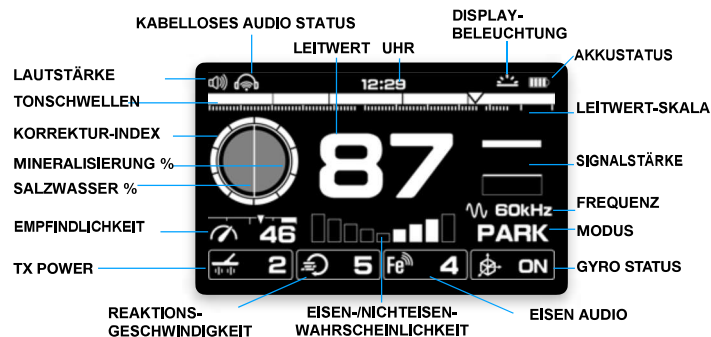 KABELLOSES AUDIO STATUS
DISPLAY-
BELEUCHTUNG
LEITWERT
UHR
AKKUSTATUS
LAUTSTÄRKE
12:29
TONSCHWELLEN
LEITWERT-SKALA
KORREKTUR-INDEX
87
MINERALISIERUNG %
SIGNALSTÄRKE
SALZWASSER %
FREQUENZ
60kHz
EMPFINDLICHKEIT
46
PARK
MODUS
TX POWER
2
5
Fe
4
ON
GYRO STATUS
REAKTIONS-
GESCHWINDIGKEIT
EISEN-/NICHTEISEN-
WAHRSCHEINLICHKEIT
EISEN AUDIO